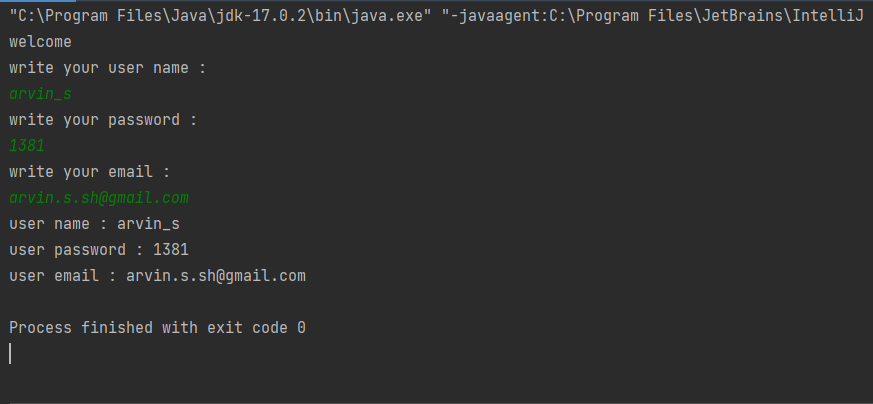 "C:\Program Files\Java\jdk-17.0.2\bin\java.exe" "-javaagent:C:\Program Files\JetBrains\IntelliJ
welcome
write your user name :
arvin_s
write your password :
1381
write your email :
arvin.s.sh@gmail.com
user name : arvin_s
user password : 1381
user email : arvin.s.sh@gmail.com
Process finished with exit code 0